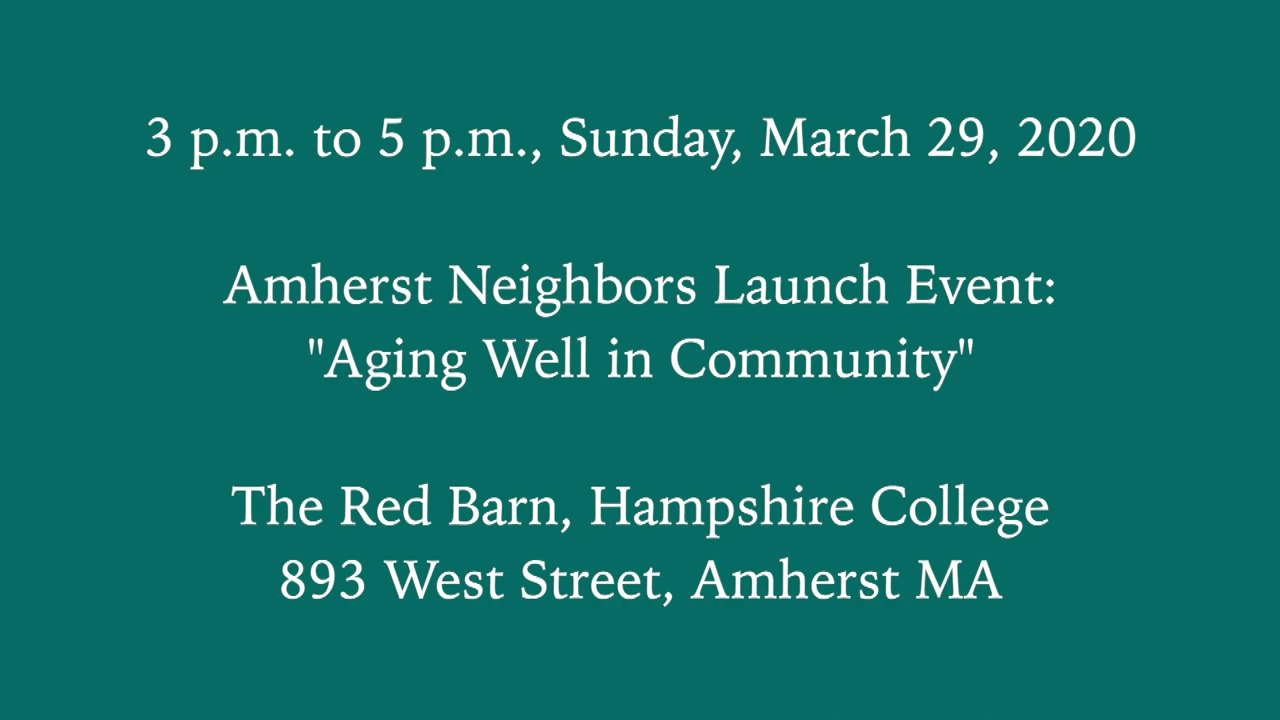 3 p.m. to 5 p.m., Sunday, March 29, 2020
Amherst Neighbors Launch Event:
"Aging Well in Community"
The Red Barn, Hampshire College
893 West Street, Amherst MA